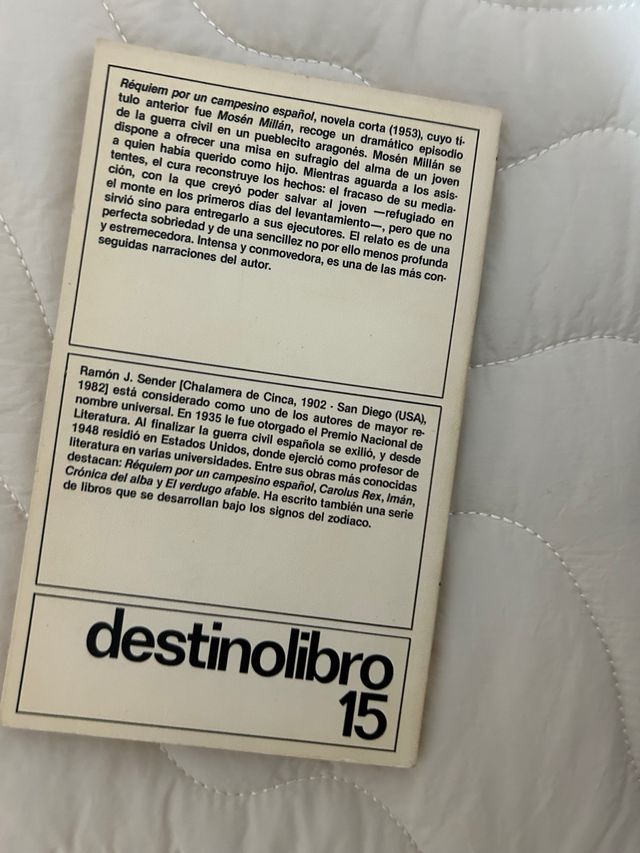 Réquiem por un campesino español, novela corta (1953), cuyo tí-
tulo anterior fue Mosén Millán, recoge un dramático episodio
de la guerra civil en un pueblecito aragonés. Mosén Millán se
dispone a ofrecer una misa en sufragio del alma de un joven
a quien había querido como hijo. Mientras aguarda a los asis-
tentes, el cura reconstruye los hechos: el fracaso de su media-
ción, con la que creyó poder salvar al joven —refugiado en
el monte en los primeros días del levantamiento—, pero que no
sirvió sino para entregarlo a sus ejecutores. El relato es de una
perfecta sobriedad y de una sencillez no por ello menos profunda
y estremecedora. Intensa y conmovedora, es una de las más con-
seguidas narraciones del autor.
Ramón J. Sender [Chalamera de Cinca, 1902 - San Diego (USA),
1982] está considerado como uno de los autores de mayor re-
nombre universal. En 1935 le fue otorgado el Premio Nacional de
Literatura. Al finalizar la guerra civil española se exilió, y desde
1948 residió en Estados Unidos, donde ejerció como profesor de
literatura en varias universidades. Entre sus obras más conocidas
destacan: Réquiem por un campesino español, Carolus Rex, Imán,
Crónica del alba y El verdugo afable. Ha escrito también una serie
de libros que se desarrollan bajo los signos del zodíaco.
destinolibro
15